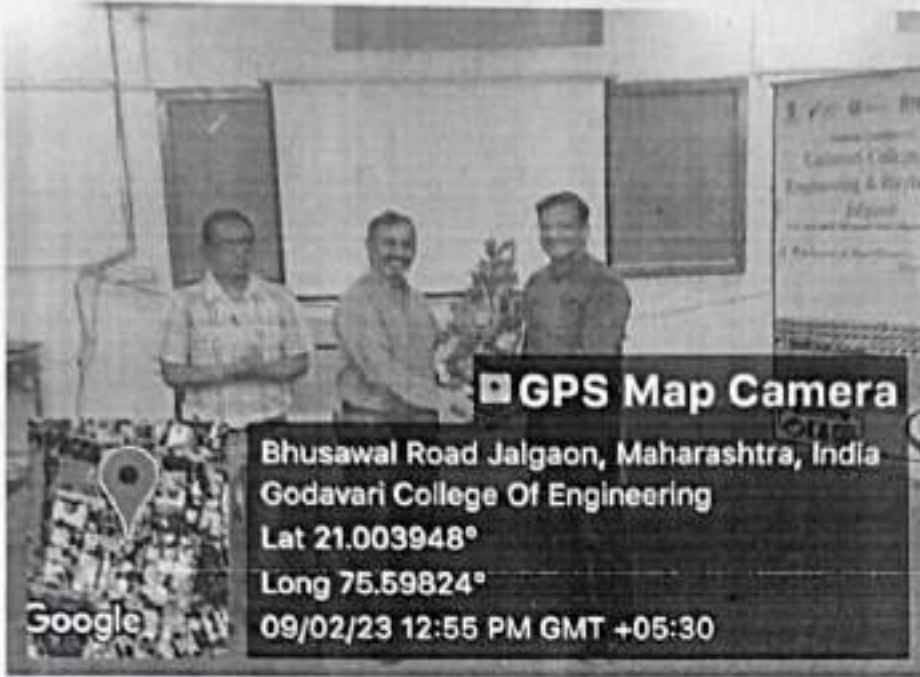 Engineering &
GPS Map Camera
Bhusawal Road Jalgaon, Maharashtra, India
Godavari College Of Engineering
Lat 21.003948°
Long 75.59824°
09/02/23 12:55 PM GMT +05:30
Google